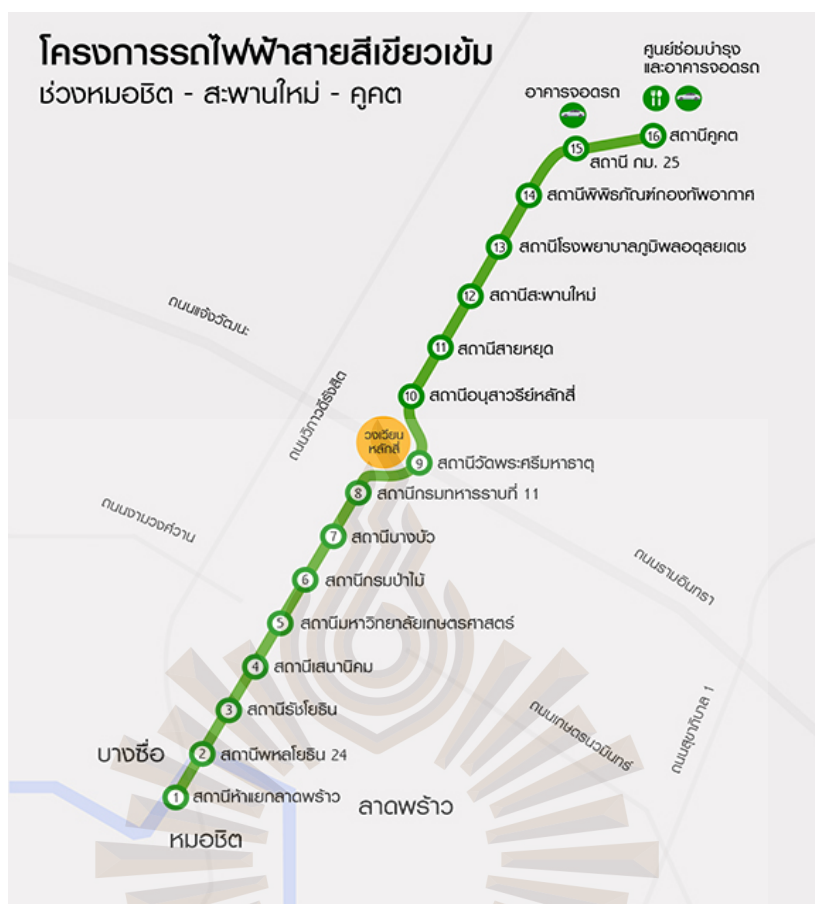 โครงการรถไฟฟ้าสายสีเขียวเข้ม
ช่วงหมอชิต - สะพานใหม่ - คูคต
ศูนย์ซ่อมบำรุง
และอาคารจอดรถ
อาคารจอดรถ
16 สถานีคูคต
15 สถานี กม. 25
14 สถานีพิพิธภัณฑ์กองทัพอากาศ
13 สถานีโรงพยาบาลภูมิพลอดุลยเดช
12 สถานีสะพานใหม่
ถนนแจ้งวัฒนะ
11 สถานีสายหยุด
10 สถานีอนุสาวรีย์หลักสี่
ถนนวิภาวดีรังสิต
วงเวียน
หลักสี่
9 สถานีวัดพระศรีมหาธาตุ
8 สถานีกรมทหารราบที่ 11
ถนนงามวงศ์วาน
7 สถานีบางบัว
6 สถานีกรมป่าไม้
ถนนรามอินทรา
5 สถานีมหาวิทยาลัยเกษตรศาสตร์
4 สถานีเสนานิคม
3 สถานีรัชโยธิน
ถนนเกษตรนวมินทร์
ถนนสุขาภิบาล 1
บางซื่อ
2 สถานีพหลโยธิน 24
1 สถานีห้าแยกลาดพร้าว
ลาดพร้าว
หมอชิต